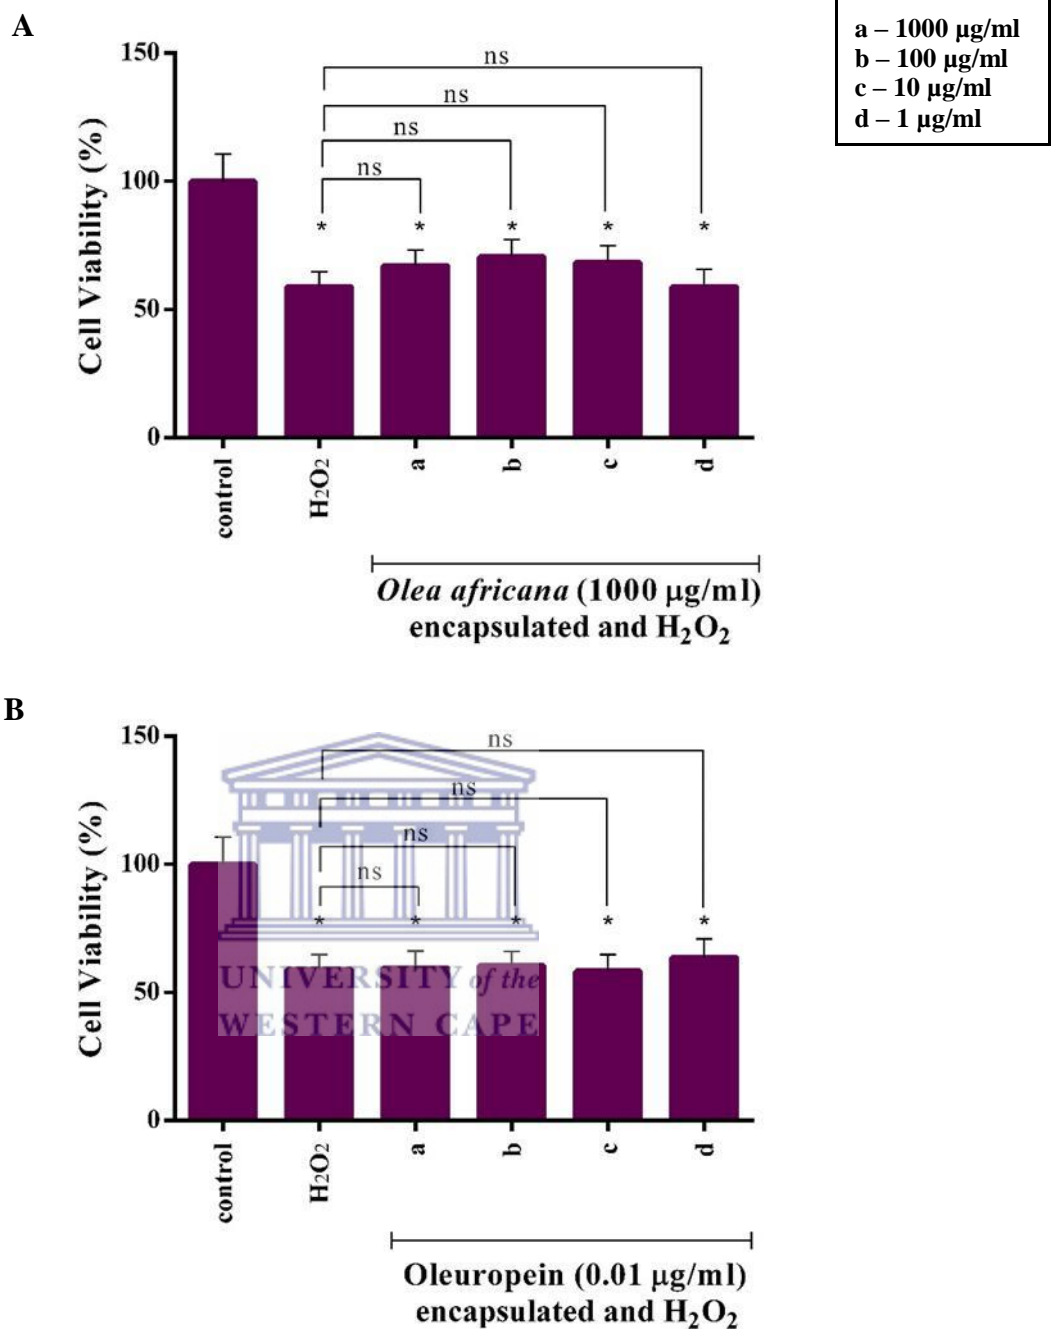 A
a – 1000 µg/ml
b – 100 µg/ml
c – 10 µg/ml
d – 1 µg/ml
Cell Viability (%)
150
100
50
0
ns
ns
ns
ns
* * * * *
control
H₂O₂
a
b
c
d
Olea africana (1000 µg/ml)
encapsulated and H₂O₂
B
Cell Viability (%)
150
100
50
0
ns
ns
ns
ns
* * * * *
UNIVERSITY of the
WESTERN CAPE
control
H₂O₂
a
b
c
d
Oleuropein (0.01 µg/ml)
encapsulated and H₂O₂